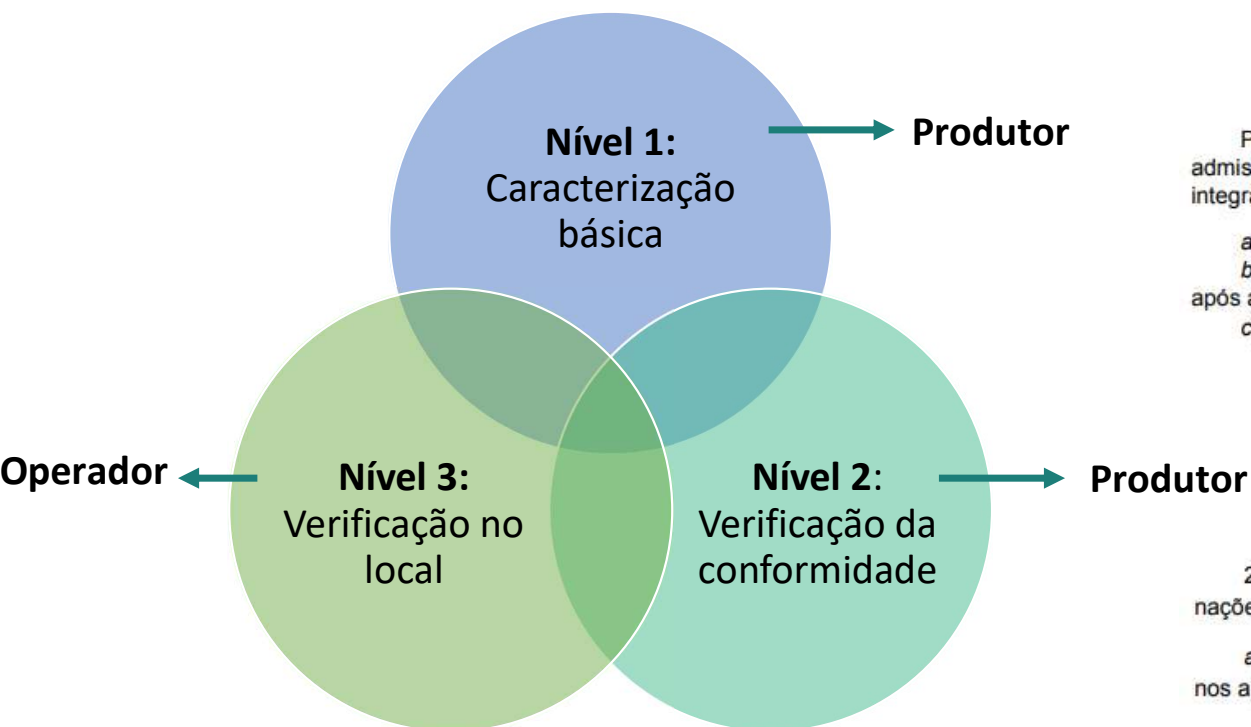 Nível 1:
Caracterização
básica
Produtor
Operador
Nível 3:
Verificação no
local
Nível 2:
Verificação da
conformidade
Produtor
P
admis
integra
a
b
após a
c
2
naçõe
a
nos a